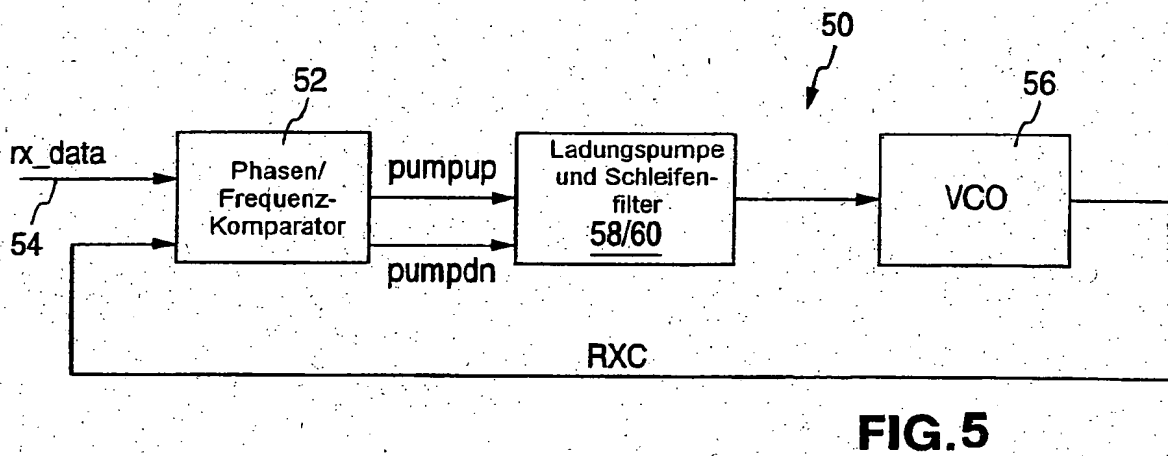 50
52
56
rx_data
54
Phasen/
Frequenz-
Komparator
pumpup
pumpdn
Ladungspumpe
und Schleifen-
filter
58/60
VCO
RXC
FIG.5